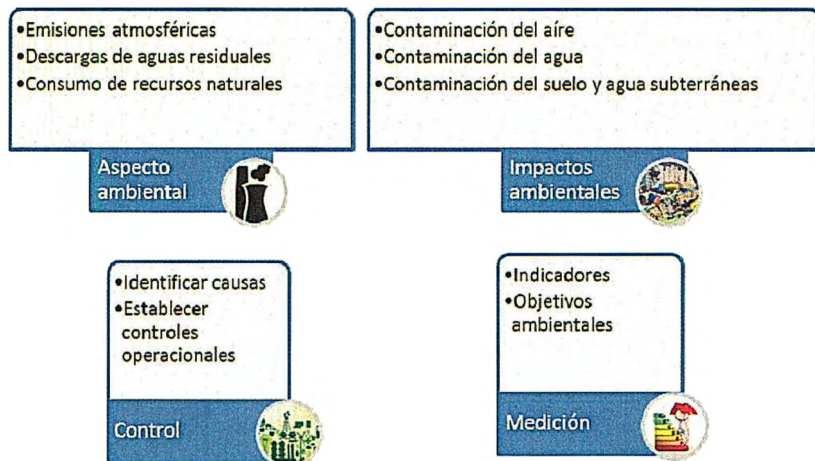 •Emisiones atmosféricas
•Descargas de aguas residuales
•Consumo de recursos naturales
Aspecto
ambiental
•Contaminación del aíre
•Contaminación del agua
•Contaminación del suelo y agua subterráneas
Impactos
ambientales
•Identificar causas
•Establecer
controles
operacionales
Control
•Indicadores
•Objetivos
ambientales
Medición